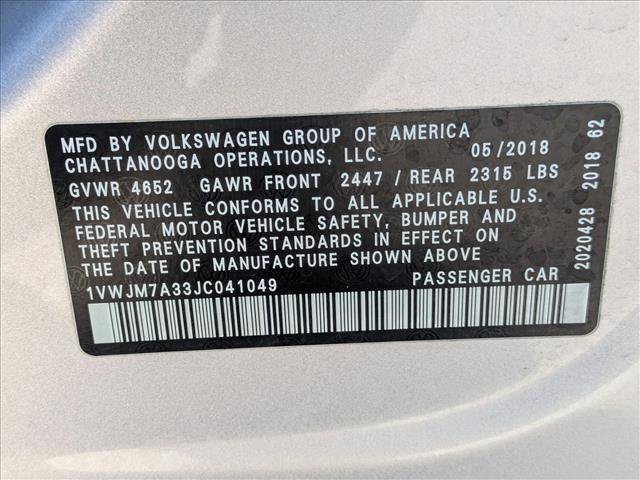 MFD BY VOLKSWAGEN GROUP OF AMERICA
CHATTANOOGA OPERATIONS, LLC. 05/2018
GVWR 4652 GAWR FRONT 2447 / REAR 2315 LBS
THIS VEHICLE CONFORMS TO ALL APPLICABLE U.S.
FEDERAL MOTOR VEHICLE SAFETY, BUMPER AND
THEFT PREVENTION STANDARDS IN EFFECT ON
THE DATE OF MANUFACTURE SHOWN ABOVE
1VWJM7A33JC041049 PASSENGER CAR
2020428 2018 62